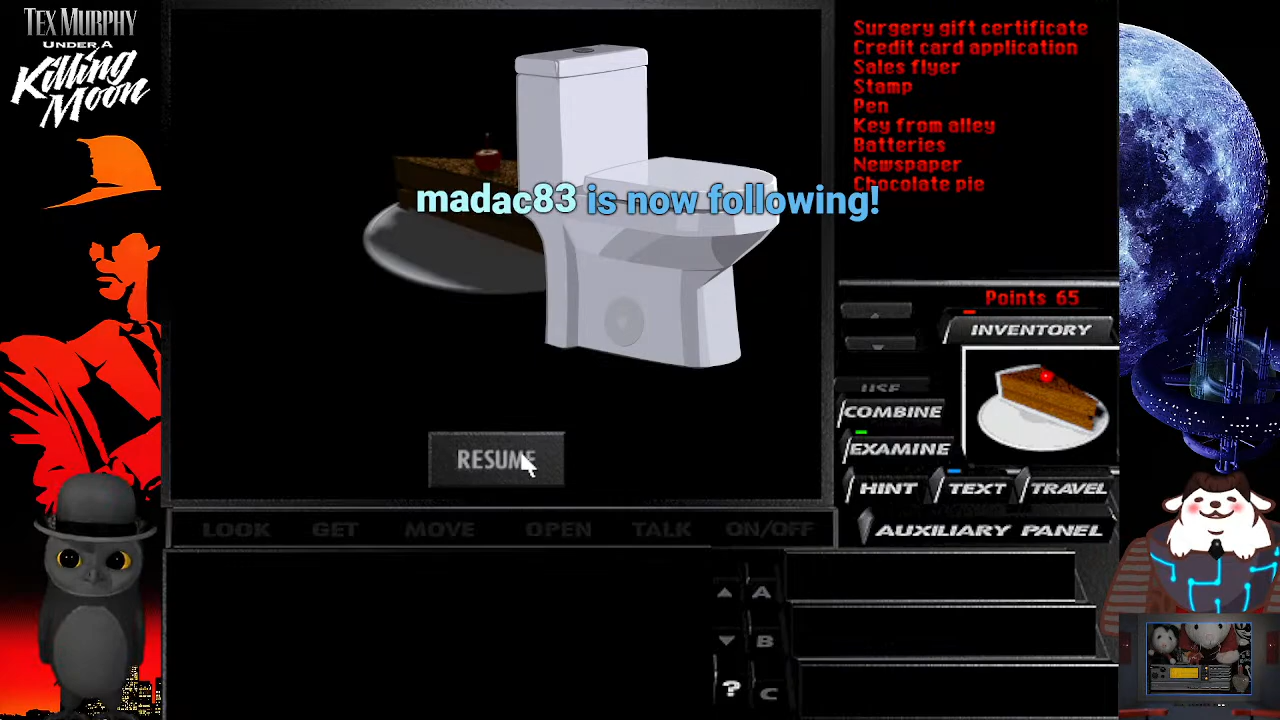 TEX MURPHY
UNDER A
Killing
Moon
madac83 is now following!
Surgery gift certificate
Credit card application
Sales flyer
Stamp
Pen
Key from alley
Batteries
Newspaper
Chocolate pie
Points 65
INVENTORY
USE
COMBINE
EXAMINE
HINT
TEXT
TRAVEL
AUXILIARY PANEL
RESUME
LOOK
GET
MOVE
OPEN
TALK
ON/OFF
A
B
?
C